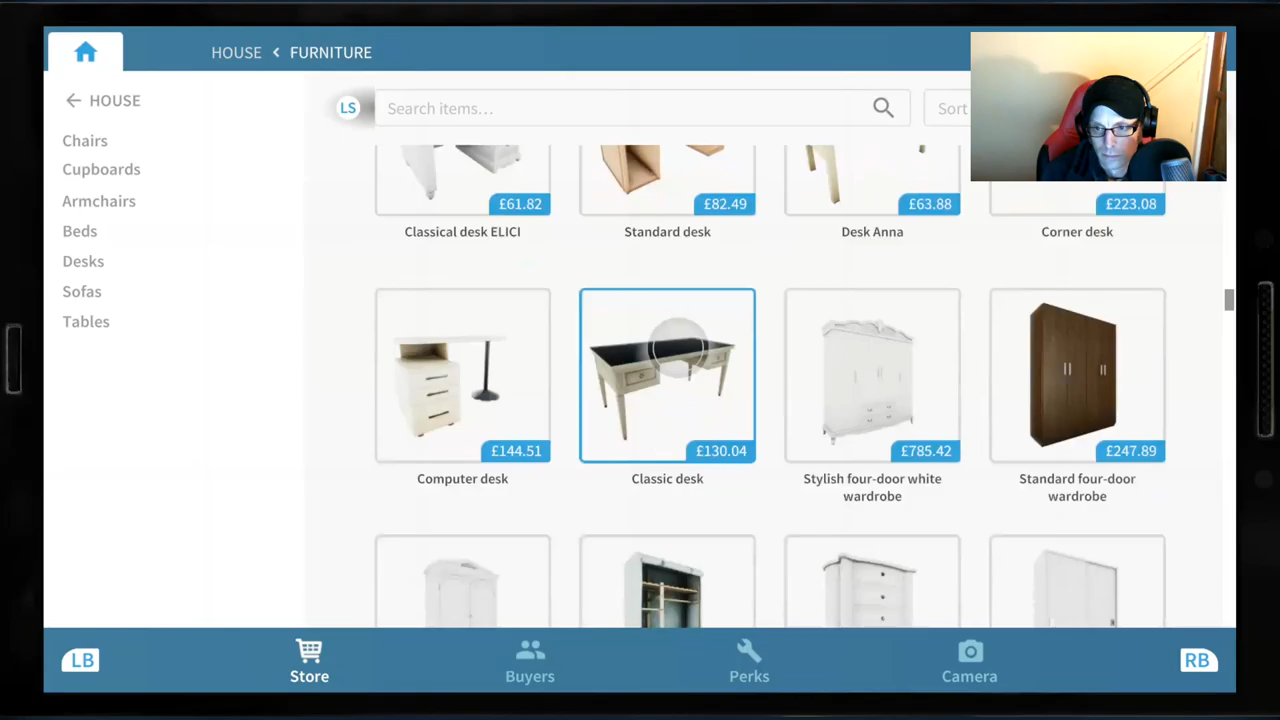 HOUSE < FURNITURE
HOUSE
LS
Search items…
Sort
Chairs
Cupboards
Armchairs
Beds
Desks
Sofas
Tables
£61.82
£82.49
£63.88
£223.08
Classical desk ELICI
Standard desk
Desk Anna
Corner desk
£144.51
£130.04
£785.42
£247.89
Computer desk
Classic desk
Stylish four-door white
wardrobe
Standard four-door
wardrobe
LB
Store
Buyers
Perks
Camera
RB